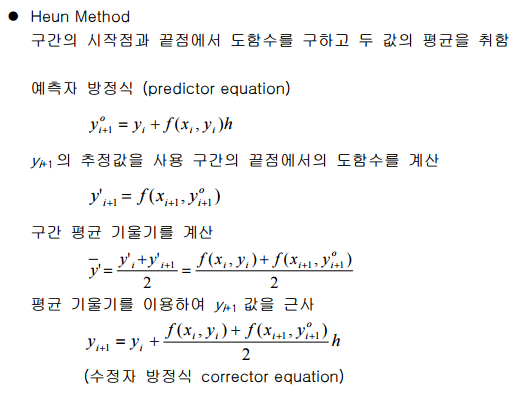 ● Heun Method
구간의 시작점과 끝점에서 도함수를 구하고 두 값의 평균을 취함
예측자 방정식 (predictor equation)
y^o_{i+1} = y_i + f(x_i, y_i)h
y_{i+1}의 추정값을 사용 구간의 끝점에서의 도함수를 계산
y'_{i+1} = f(x_{i+1}, y^o_{i+1})
구간 평균 기울기를 계산
\overline{y}' = \frac{y'_i + y'_{i+1}}{2} = \frac{f(x_i, y_i) + f(x_{i+1}, y^o_{i+1})}{2}
평균 기울기를 이용하여 y_{i+1} 값을 근사
y_{i+1} = y_i + \frac{f(x_i, y_i) + f(x_{i+1}, y^o_{i+1})}{2} h
(수정자 방정식 corrector equation)